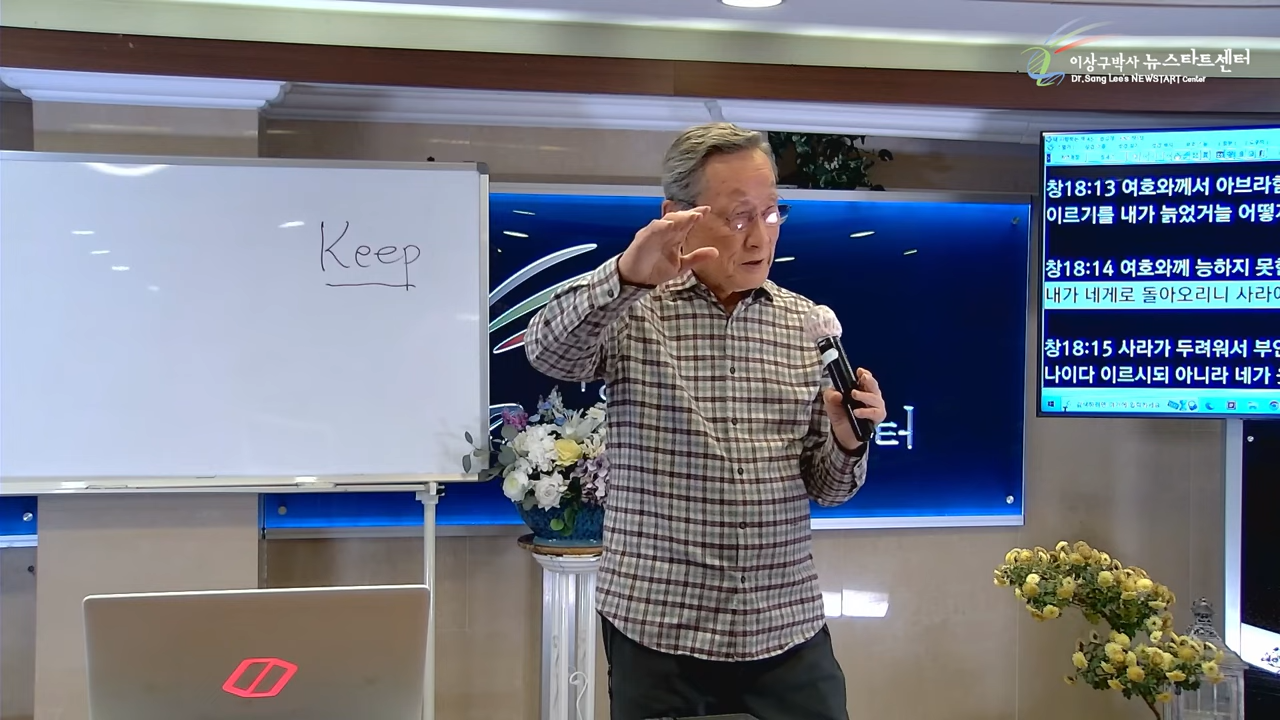 이상구박사 뉴스타트센터
Dr. Sang Lee's NEWSTART Center
Keep
창18:13 여호와께서 아브라함
이르기를 내가 늙었거늘 어떻게
창18:14 여호와께 능하지 못한
내가 네게로 돌아오리니 사라에
창18:15 사라가 두려워서 부인
나이다 이르시되 아니라 네가
터